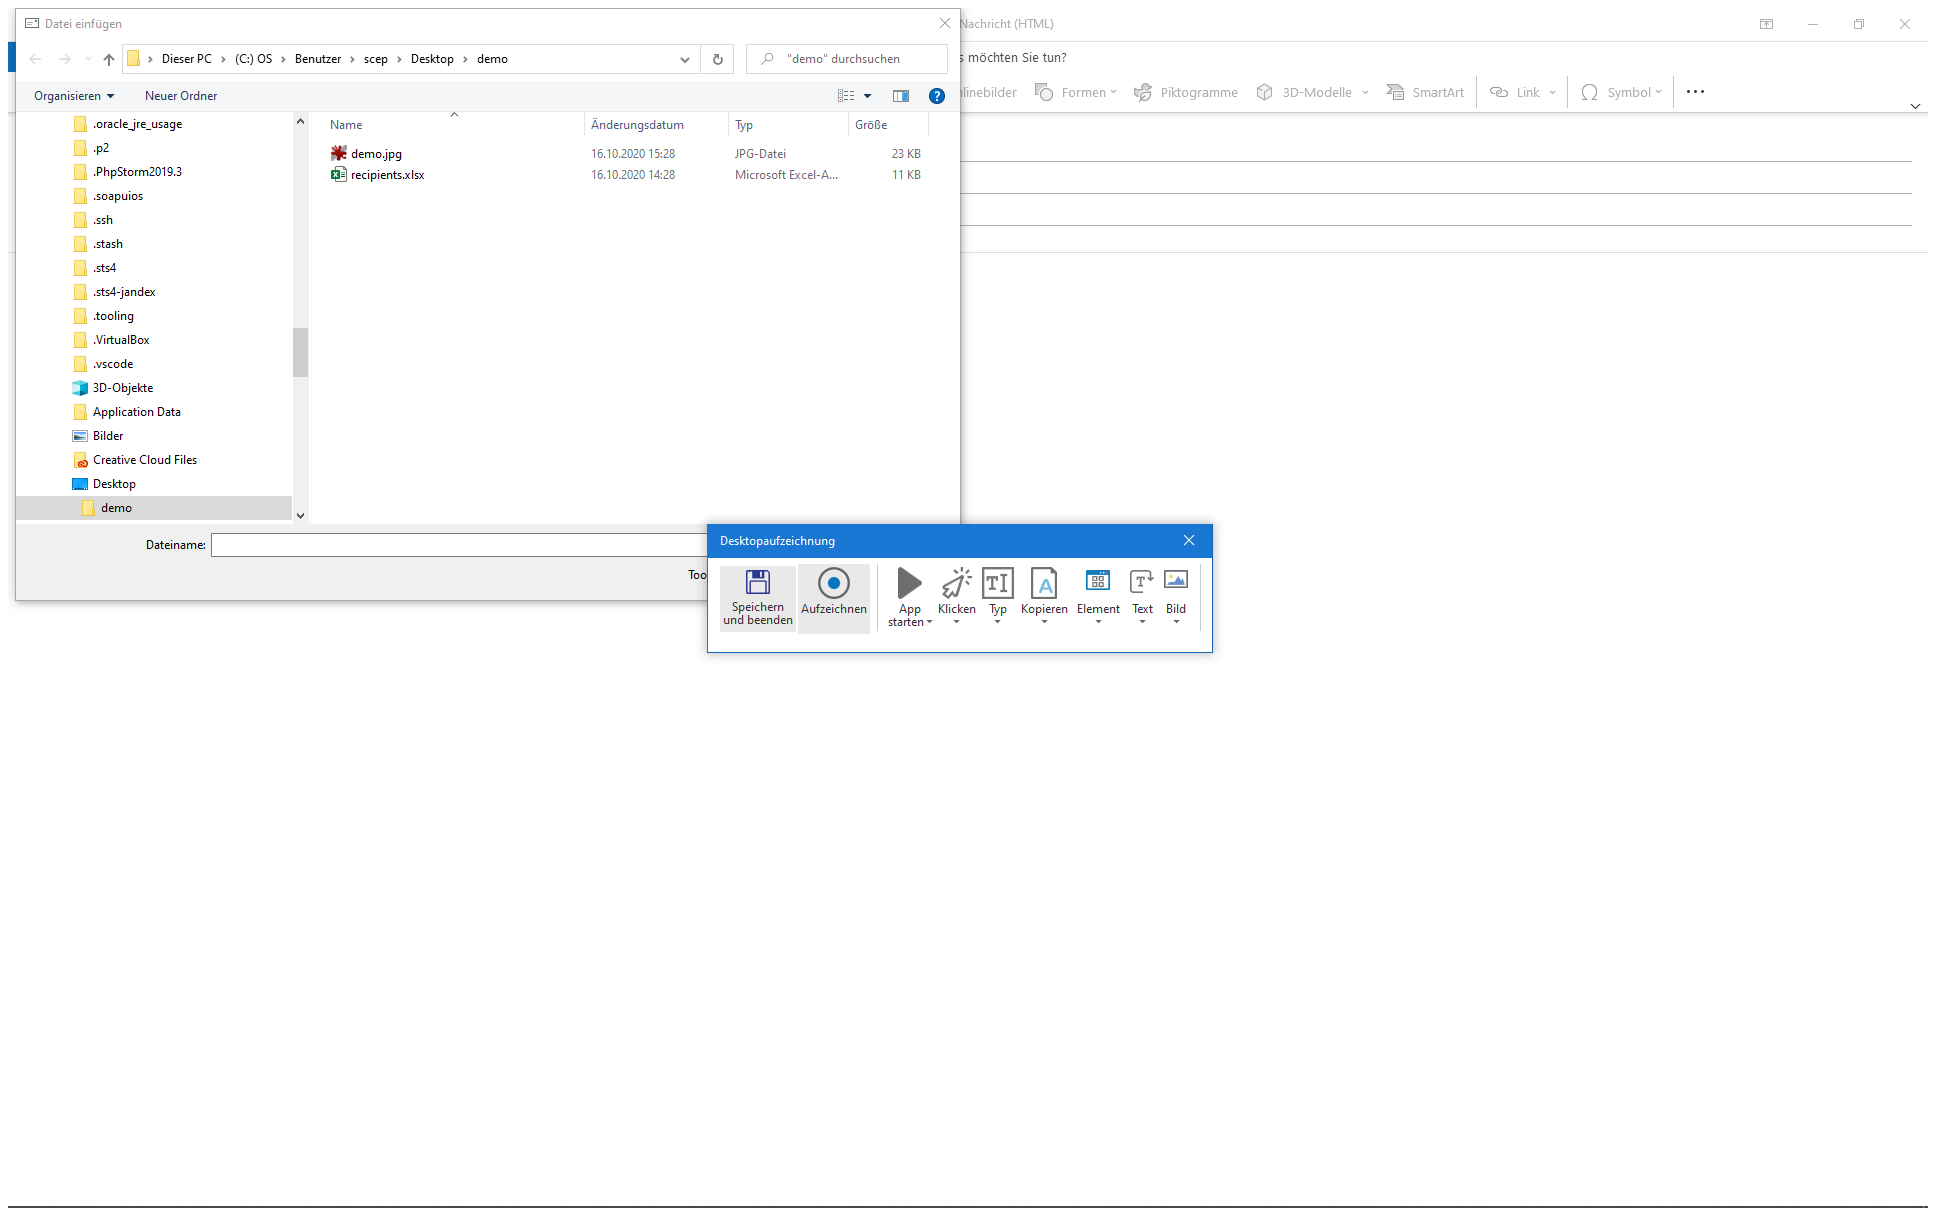 Datei einfügen
Nachricht (HTML)
Dieser PC
(C:) OS
Benutzer
scep
Desktop
demo
"demo" durchsuchen
s möchten Sie tun?
Organisieren
Neuer Ordner
nlinebilder
Formen
Piktogramme
3D-Modelle
SmartArt
Link
Symbol
Name
Änderungsdatum
Typ
Größe
.oracle_jre_usage
.p2
.PhpStorm2019.3
.soapuios
.ssh
.stash
.sts4
.sts4-jandex
.tooling
.VirtualBox
.vscode
3D-Objekte
Application Data
Bilder
Creative Cloud Files
Desktop
demo
demo.jpg 16.10.2020 15:28 JPG-Datei 23 KB
recipients.xlsx 16.10.2020 14:28 Microsoft Excel-A... 11 KB
Dateiname:
Too
Desktopaufzeichnung
Speichern
und beenden
Aufzeichnen
App
starten
Klicken
Typ
Kopieren
Element
Text
Bild